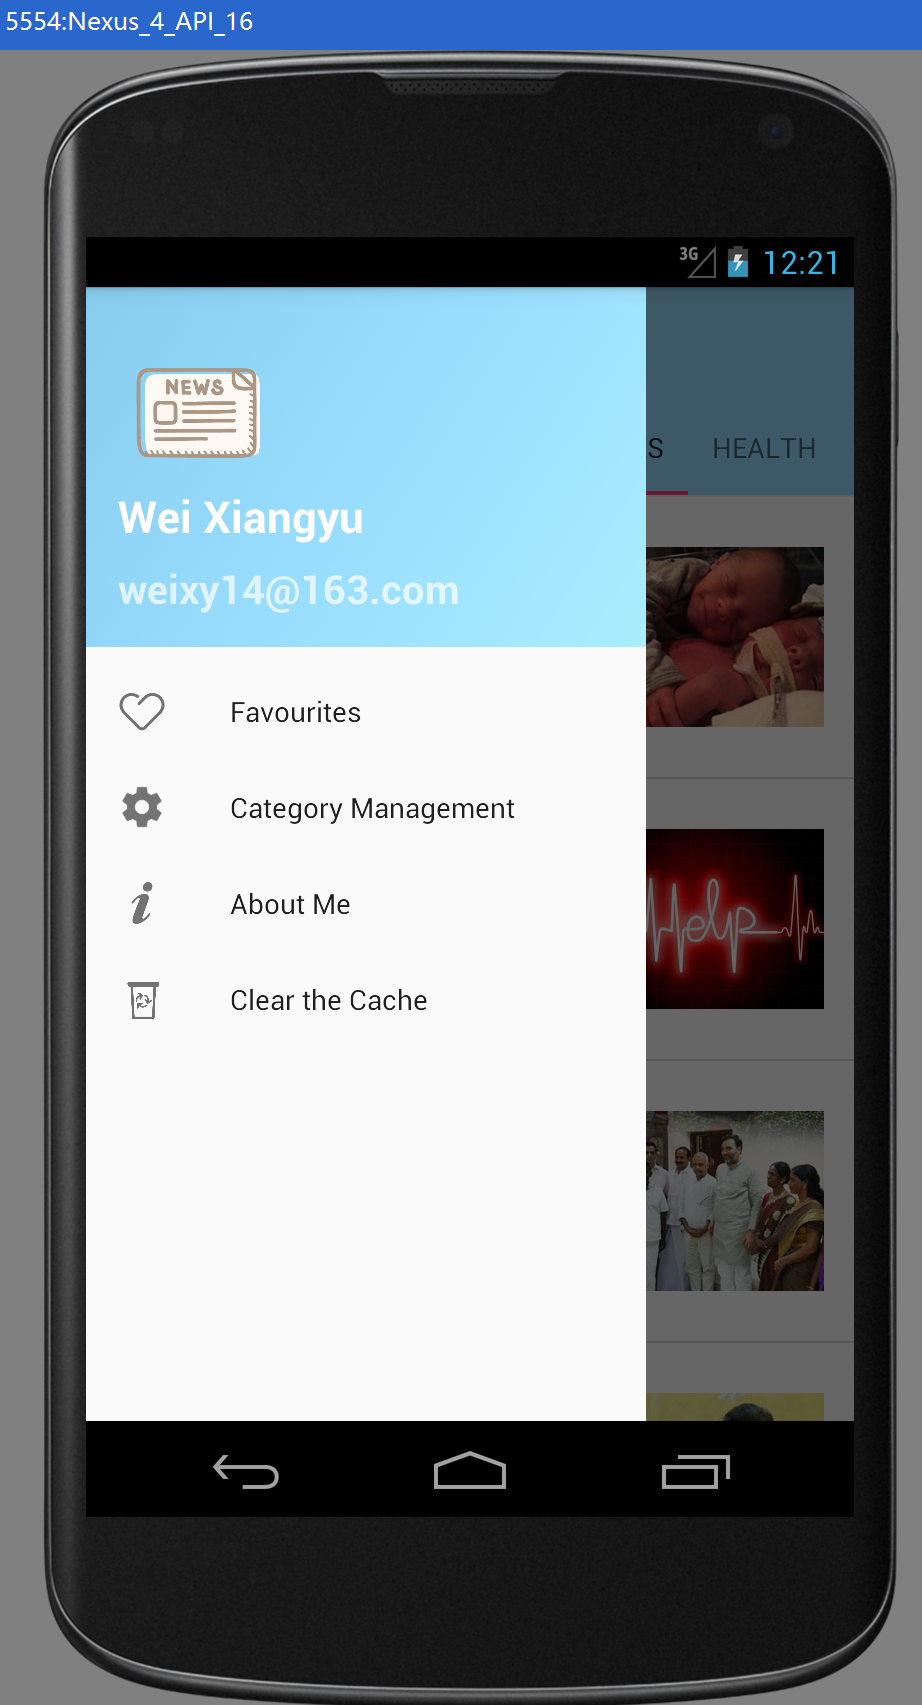 5554:Nexus_4_API_16
3G 12:21
NEWS
S HEALTH
Wei Xiangyu
weixy14@163.com
Favourites
Category Management
About Me
Help
Clear the Cache